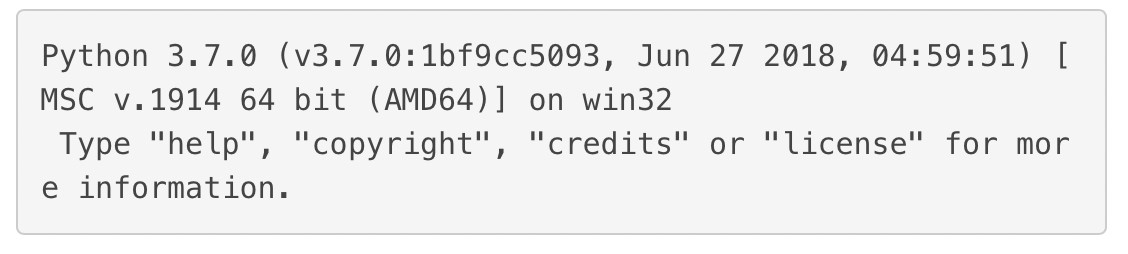 Python 3.7.0 (v3.7.0:1bf9cc5093, Jun 27 2018, 04:59:51) [
MSC v.1914 64 bit (AMD64)] on win32
 Type "help", "copyright", "credits" or "license" for mor
e information.